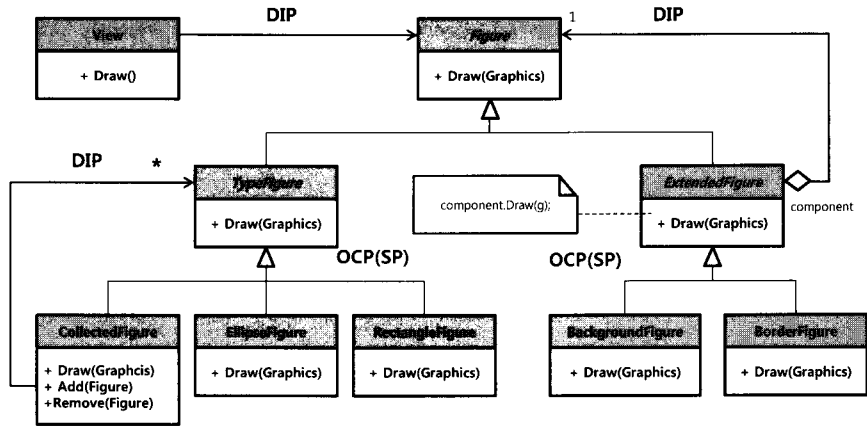 DIP
1
DIP
View
Figure
+ Draw()
+ Draw(Graphics)
DIP
*
TypeFigure
ExtendedFigure
component.Draw(g);
component
+ Draw(Graphics)
+ Draw(Graphics)
OCP(SP)
OCP(SP)
CollectedFigure
EllipseFigure
RectangleFigure
BackgroundFigure
BorderFigure
+ Draw(Graphcis)
+ Add(Figure)
+Remove(Figure)
+ Draw(Graphics)
+ Draw(Graphics)
+ Draw(Graphics)
+ Draw(Graphics)